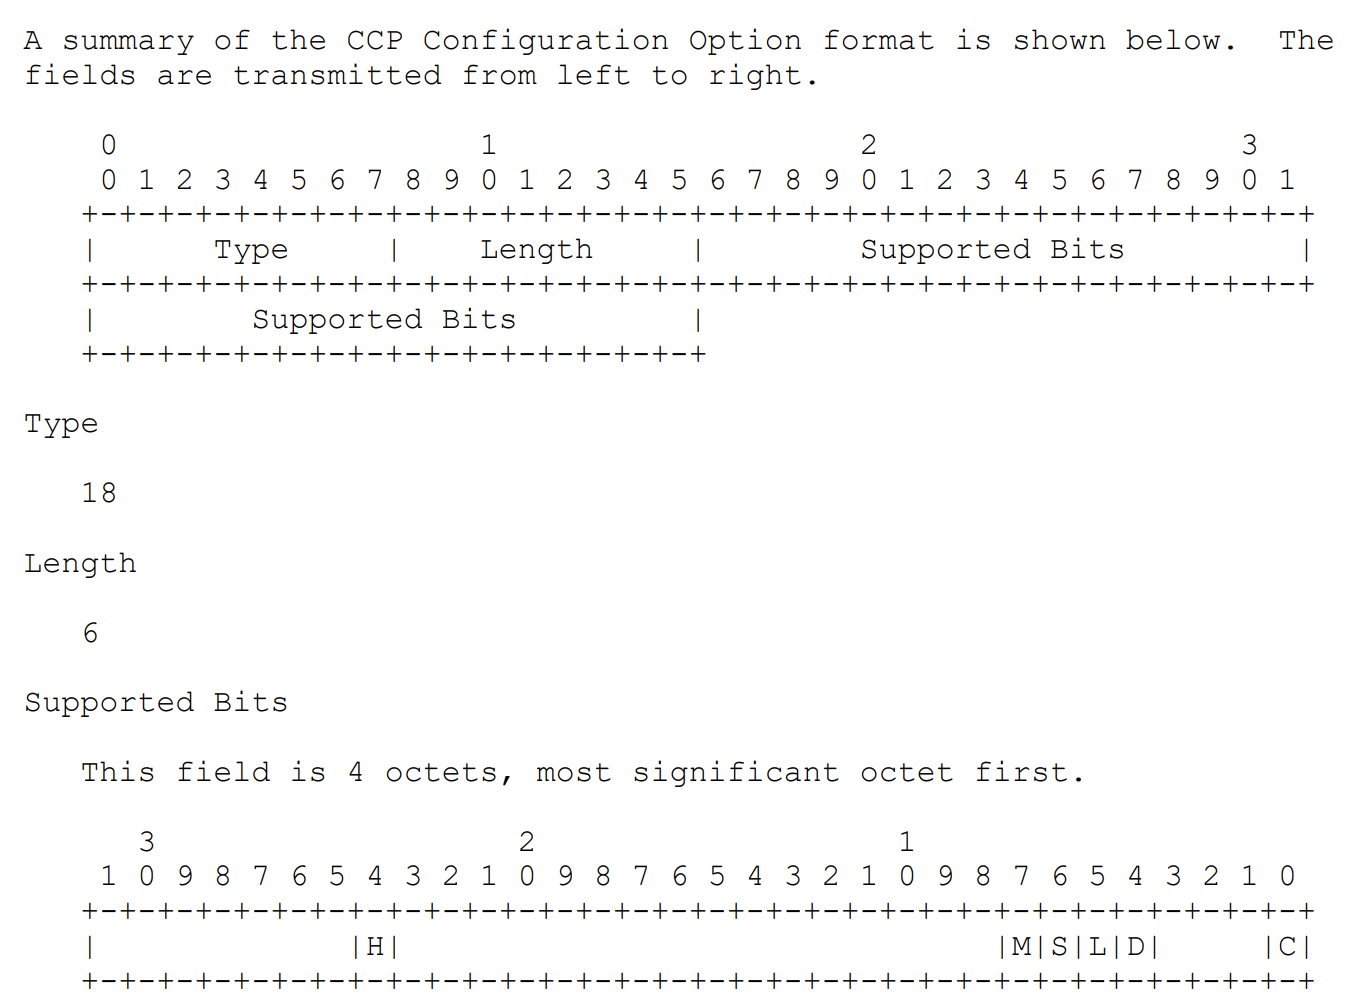 A summary of the CCP Configuration Option format is shown below.  The
fields are transmitted from left to right.

    0                   1                   2                   3
    0 1 2 3 4 5 6 7 8 9 0 1 2 3 4 5 6 7 8 9 0 1 2 3 4 5 6 7 8 9 0 1
   +-+-+-+-+-+-+-+-+-+-+-+-+-+-+-+-+-+-+-+-+-+-+-+-+-+-+-+-+-+-+-+-+
   |      Type     |    Length     |        Supported Bits         |
   +-+-+-+-+-+-+-+-+-+-+-+-+-+-+-+-+-+-+-+-+-+-+-+-+-+-+-+-+-+-+-+-+
   |        Supported Bits         |
   +-+-+-+-+-+-+-+-+-+-+-+-+-+-+-+-+

Type

   18

Length

   6

Supported Bits

   This field is 4 octets, most significant octet first.

      3                   2                   1
    1 0 9 8 7 6 5 4 3 2 1 0 9 8 7 6 5 4 3 2 1 0 9 8 7 6 5 4 3 2 1 0
   +-+-+-+-+-+-+-+-+-+-+-+-+-+-+-+-+-+-+-+-+-+-+-+-+-+-+-+-+-+-+-+-+
   |             |H|                               |M|S|L|D|     |C|
   +-+-+-+-+-+-+-+-+-+-+-+-+-+-+-+-+-+-+-+-+-+-+-+-+-+-+-+-+-+-+-+-+